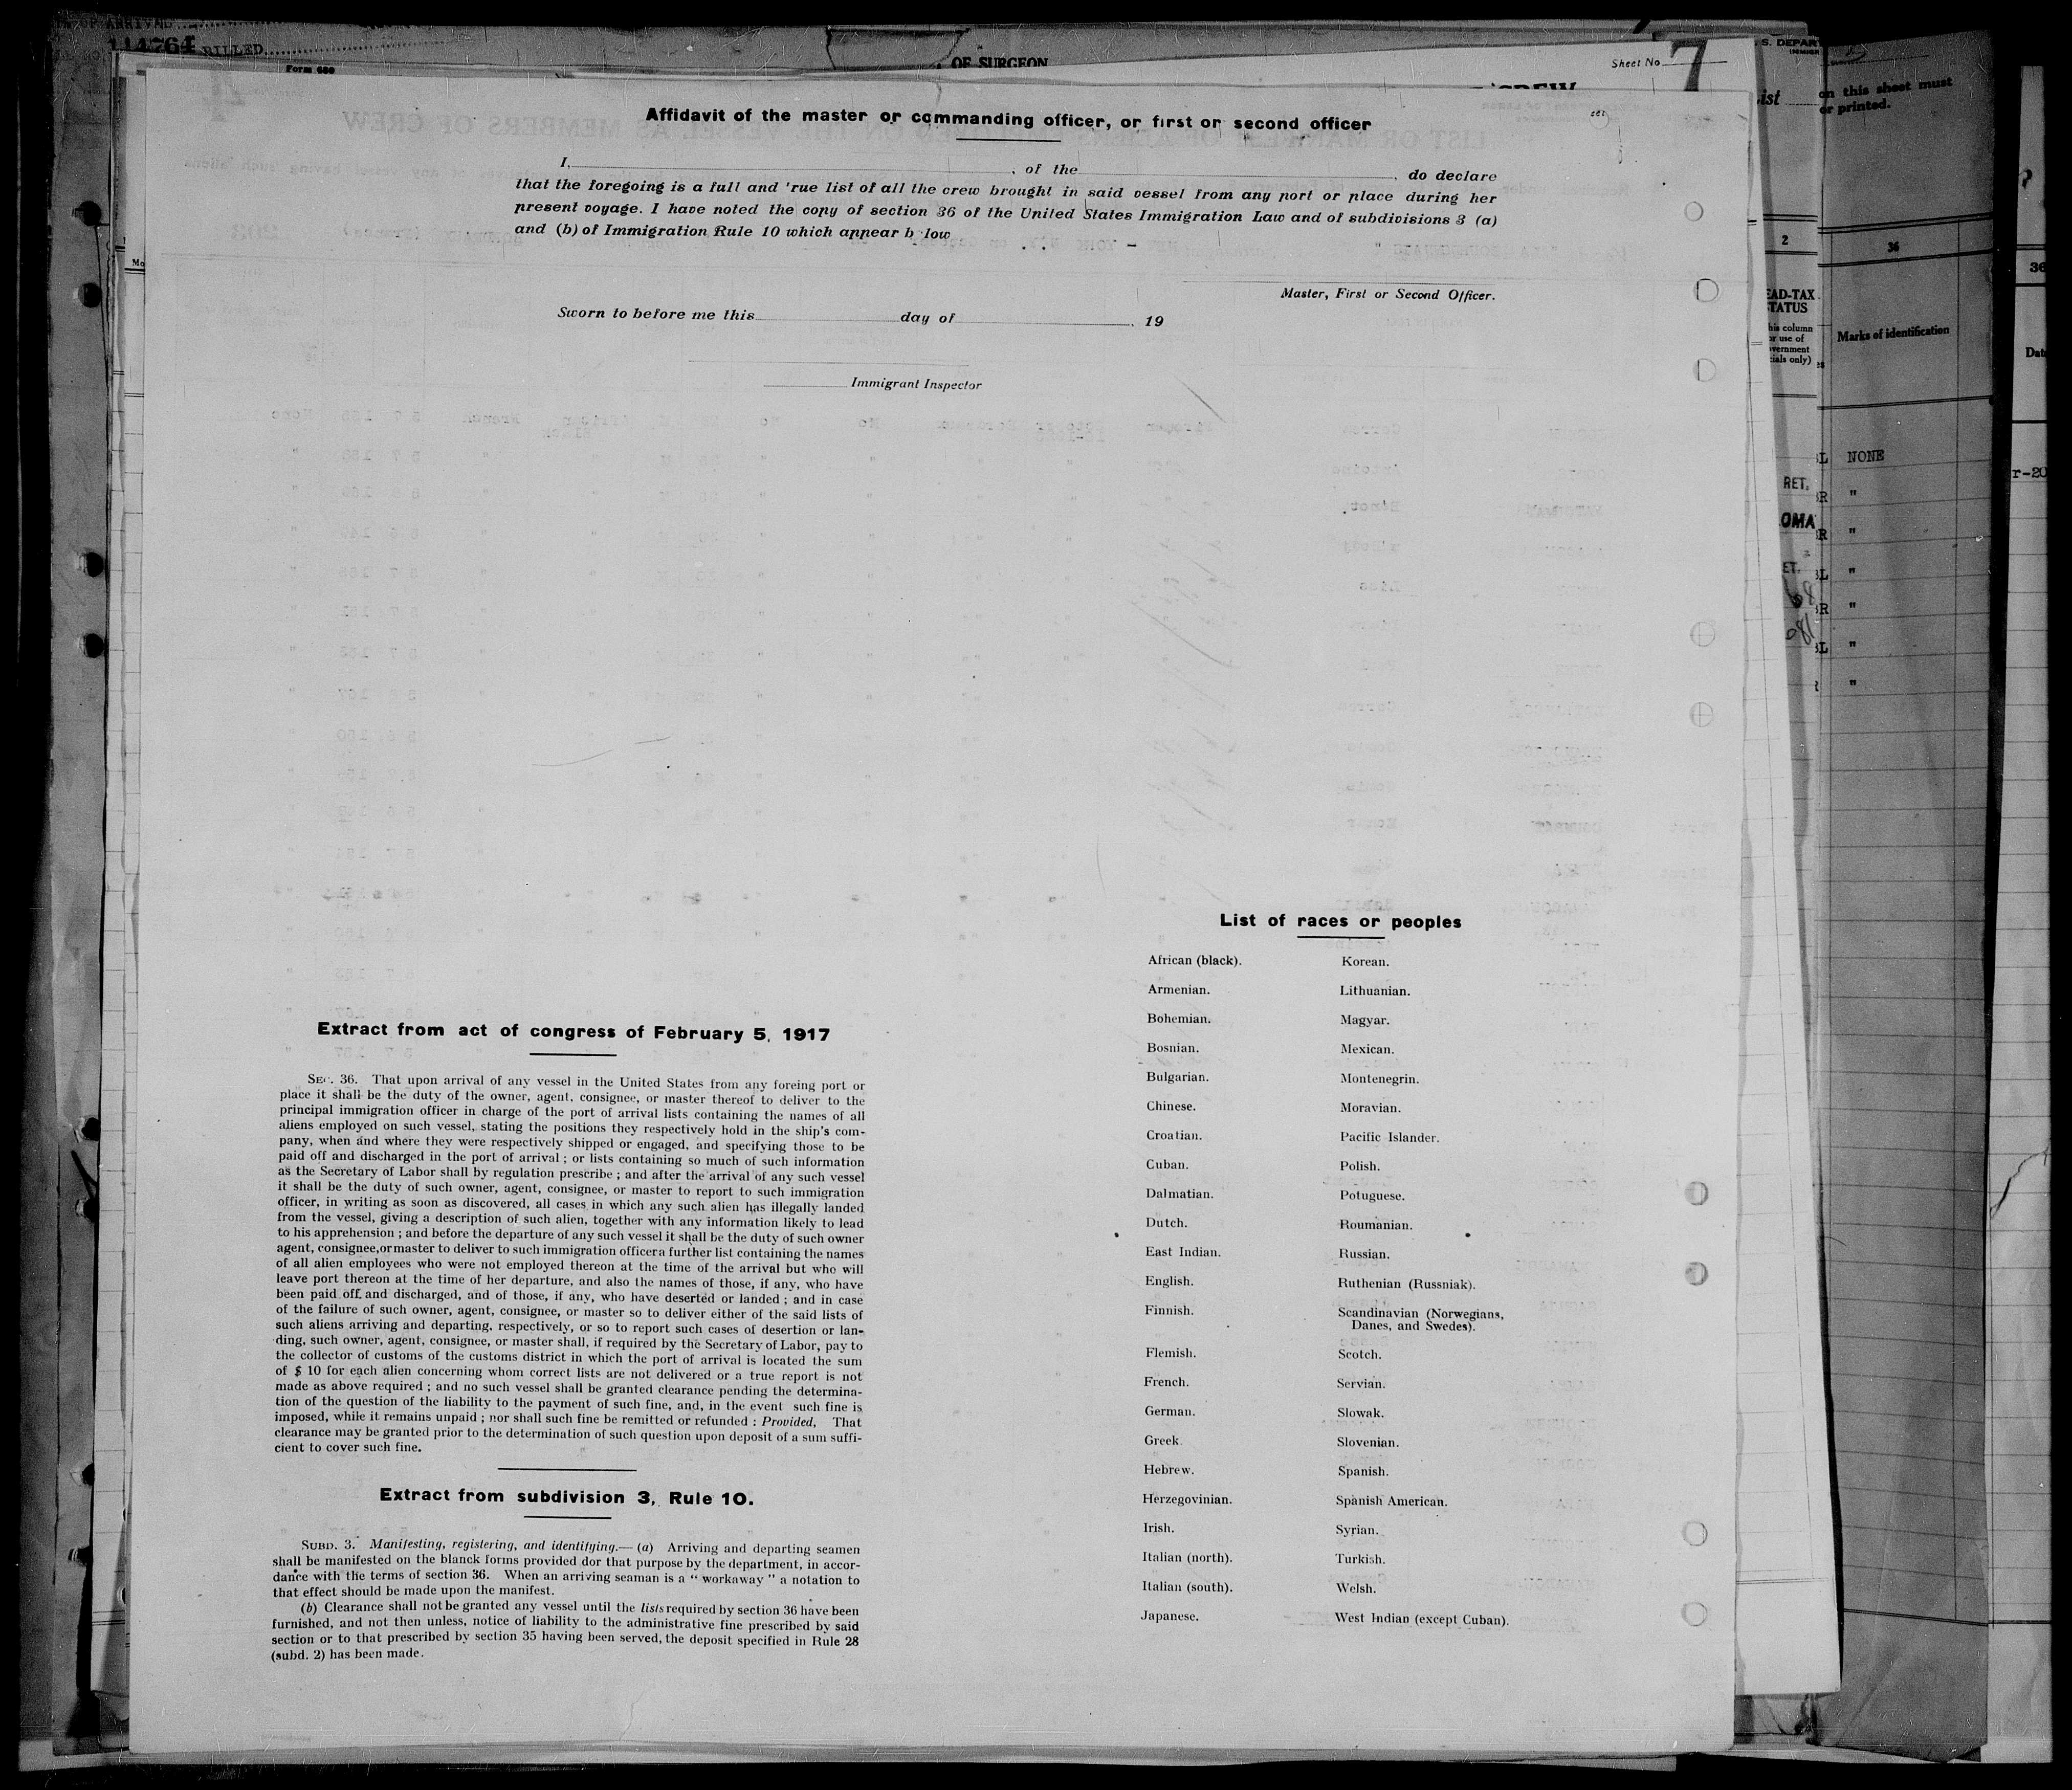 114764 BILLED
Form 680
OF SURGEON
Sheet No 7
CREW
S. DEPAR
ist
on this sheet must
or printed.
Affidavit of the master or commanding officer, or first or second officer
I, , of the , do declare
that the foregoing is a full and 'rue list of all the crew brought in said vessel from any port or place during her
present voyage. I have noted the copy of section 36 of the United States Immigration Law and of subdivisions 3 (a)
and (b) of Immigration Rule 10 which appear b low
Master, First or Second Officer.
Sworn to before me this day of , 19
Immigrant Inspector
List of races or peoples
African (black).
Armenian.
Bohemian.
Bosnian.
Bulgarian.
Chinese.
Croatian.
Cuban.
Dalmatian.
Dutch.
East Indian.
English.
Finnish.
Flemish.
French.
German.
Greek.
Hebrew.
Herzegovinian.
Irish.
Italian (north).
Italian (south).
Japanese.
Korean.
Lithuanian.
Magyar.
Mexican.
Montenegrin.
Moravian.
Pacific Islander.
Polish.
Potuguese.
Roumanian.
Russian.
Ruthenian (Russniak).
Scandinavian (Norwegians,
Danes, and Swedes).
Scotch.
Servian.
Slowak.
Slovenian.
Spanish.
Spanish American.
Syrian.
Turkish.
Welsh.
West Indian (except Cuban).
Extract from act of congress of February 5, 1917
SEC. 36. That upon arrival of any vessel in the United States from any foreing port or
place it shall be the duty of the owner, agent, consignee, or master thereof to deliver to the
principal immigration officer in charge of the port of arrival lists containing the names of all
aliens employed on such vessel, stating the positions they respectively hold in the ship's com-
pany, when and where they were respectively shipped or engaged, and specifying those to be
paid off and discharged in the port of arrival ; or lists containing so much of such information
as the Secretary of Labor shall by regulation prescribe ; and after the arrival of any such vessel
it shall be the duty of such owner, agent, consignee, or master to report to such immigration
officer, in writing as soon as discovered, all cases in which any such alien has illegally landed
from the vessel, giving a description of such alien, together with any information likely to lead
to his apprehension ; and before the departure of any such vessel it shall be the duty of such owner
agent, consignee,or master to deliver to such immigration officer a further list containing the names
of all alien employees who were not employed thereon at the time of the arrival but who will
leave port thereon at the time of her departure, and also the names of those, if any, who have
been paid off and discharged, and of those, if any, who have deserted or landed ; and in case
of the failure of such owner, agent, consignee, or master so to deliver either of the said lists of
such aliens arriving and departing, respectively, or so to report such cases of desertion or lan-
ding, such owner, agent, consignee, or master shall, if required by the Secretary of Labor, pay to
the collector of customs of the customs district in which the port of arrival is located the sum
of $ 10 for each alien concerning whom correct lists are not delivered or a true report is not
made as above required ; and no such vessel shall be granted clearance pending the determina-
tion of the question of the liability to the payment of such fine, and, in the event such fine is
imposed, while it remains unpaid ; nor shall such fine be remitted or refunded : Provided, That
clearance may be granted prior to the determination of such question upon deposit of a sum suffi-
cient to cover such fine.
Extract from subdivision 3, Rule 10.
SUBD. 3. Manifesting, registering, and identifging.— (a) Arriving and departing seamen
shall be manifested on the blanck forms provided dor that purpose by the department, in accor-
dance with the terms of section 36. When an arriving seaman is a “ workaway ” a notation to
that effect should be made upon the manifest.
(b) Clearance shall not be granted any vessel until the lists required by section 36 have been
furnished, and not then unless, notice of liability to the administrative fine prescribed by said
section or to that prescribed by section 35 having been served, the deposit specified in Rule 28
(subd. 2) has been made.
2
EAD-TAX
STATUS
his column
or use of
vernment
cials only)
RET.
OMA
ET.
36
Marks of identification
NONE
"
"
"
"
"
"
36
Dat
r-20